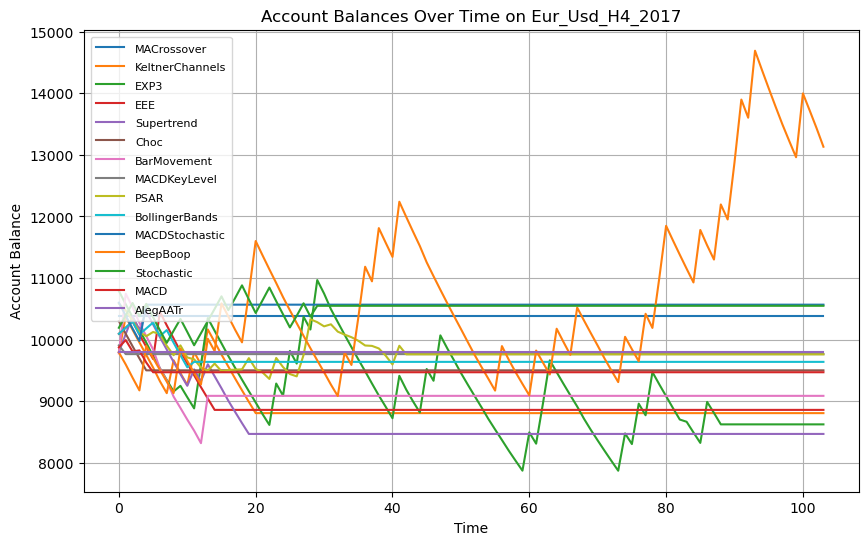 Account Balances Over Time on Eur_Usd_H4_2017
15000
14000
13000
12000
11000
10000
9000
8000
Account Balance
MACrossover
KeltnerChannels
EXP3
EEE
Supertrend
Choc
BarMovement
MACDKeyLevel
PSAR
BollingerBands
MACDStochastic
BeepBoop
Stochastic
MACD
AlegAATr
0 20 40 60 80 100
Time